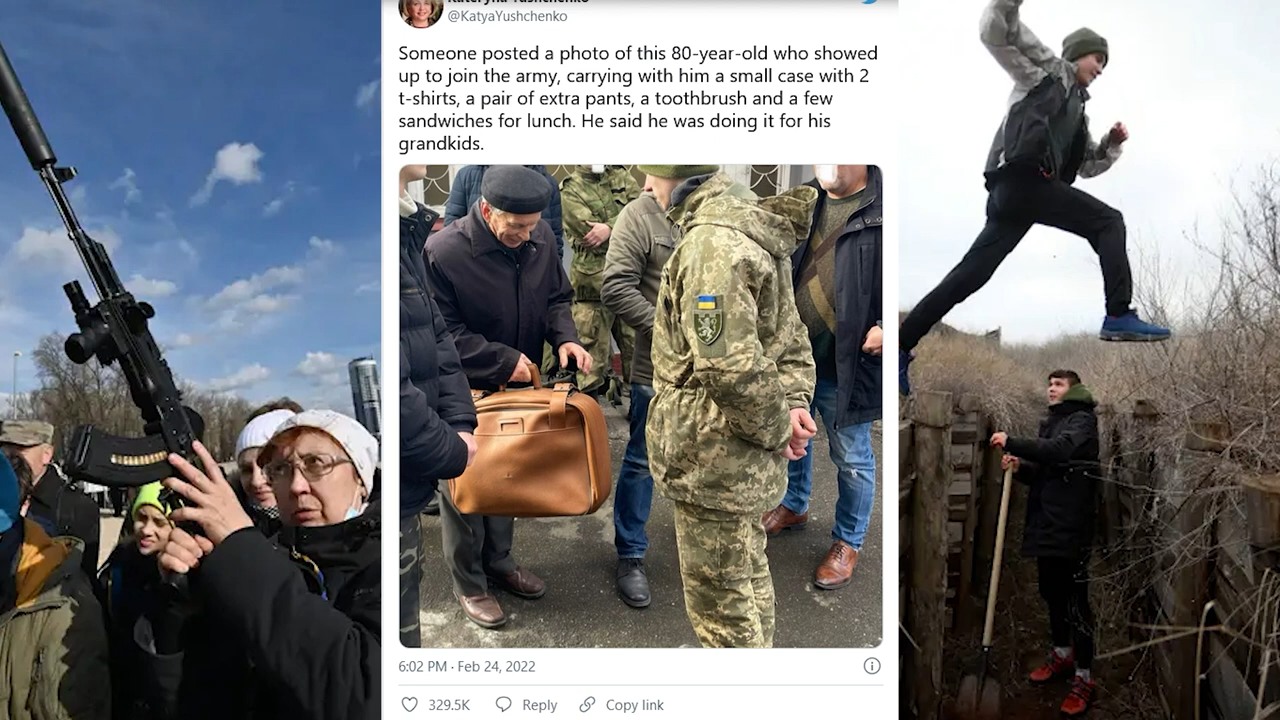 Kateryna Yushchenko
@KatyaYushchenko
Someone posted a photo of this 80-year-old who showed
up to join the army, carrying with him a small case with 2
t-shirts, a pair of extra pants, a toothbrush and a few
sandwiches for lunch. He said he was doing it for his
grandkids.
6:02 PM · Feb 24, 2022
329.5K
Reply
Copy link